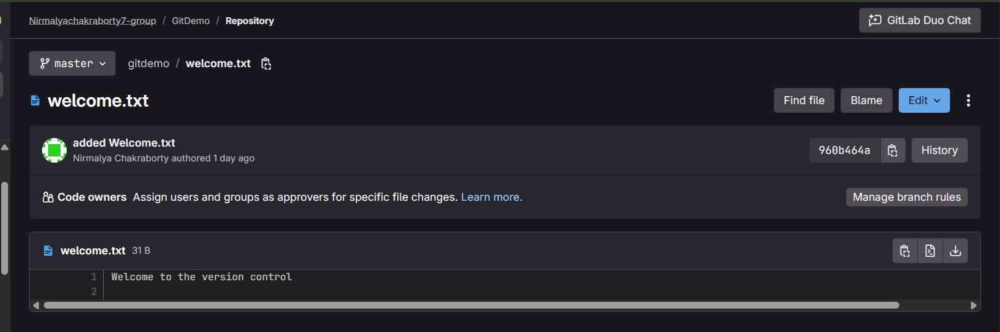 Nirmalyachakraborty7-group / GitDemo / Repository
GitLab Duo Chat
master
gitdemo / welcome.txt
welcome.txt
Find file
Blame
Edit
added Welcome.txt
Nirmalya Chakraborty authored 1 day ago
960b464a
History
Code owners Assign users and groups as approvers for specific file changes. Learn more.
Manage branch rules
welcome.txt 31 B
1 Welcome to the version control
2